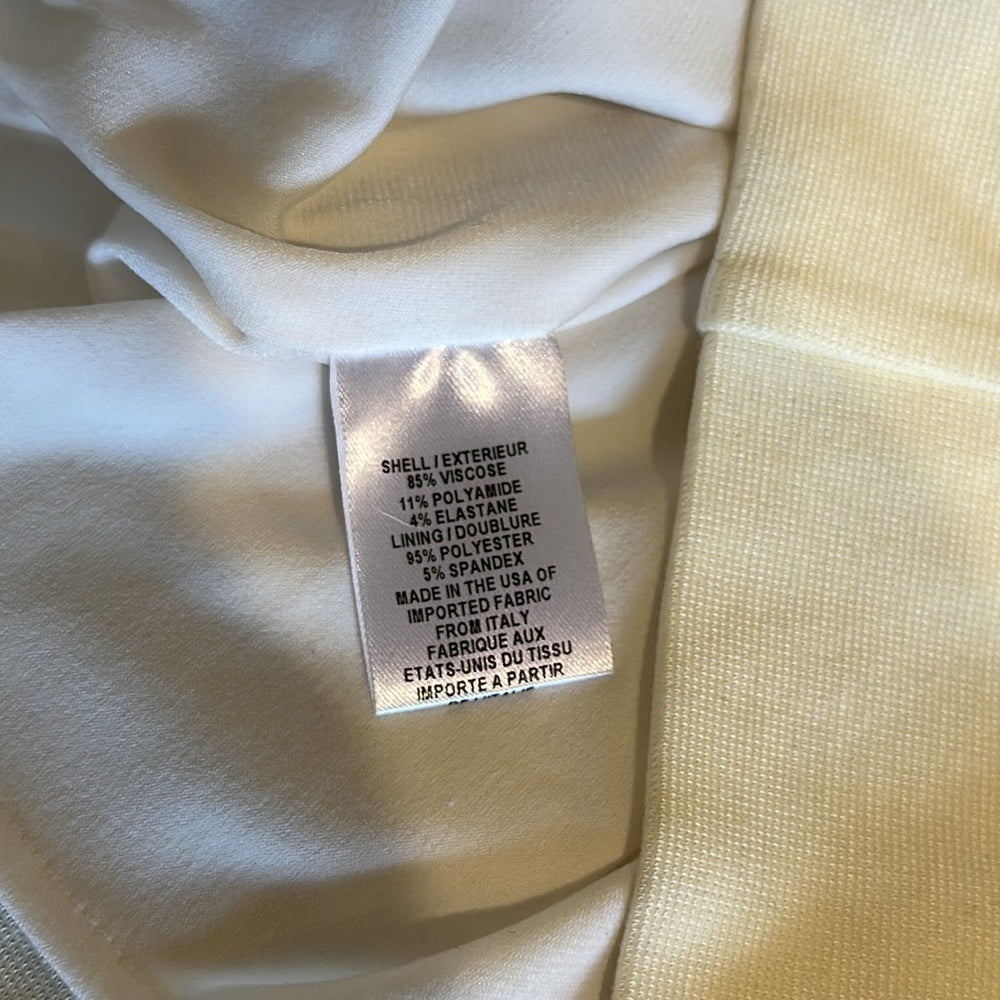 SHELL / EXTERIEUR
85% VISCOSE
11% POLYAMIDE
4% ELASTANE
LINING / DOUBLURE
95% POLYESTER
5% SPANDEX
MADE IN THE USA OF
IMPORTED FABRIC
FROM ITALY
FABRIQUE AUX
ETATS-UNIS DU TISSU
IMPORTE A PARTIR